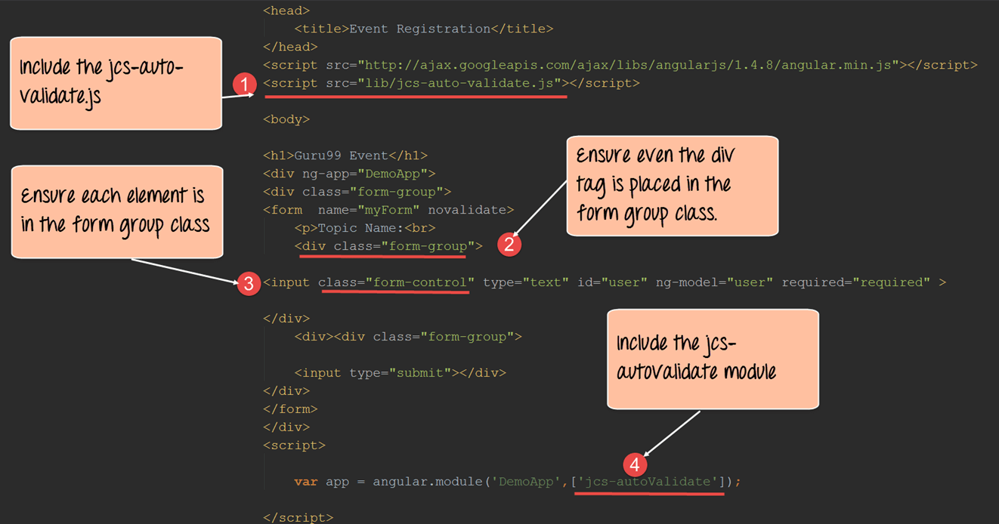 <head>
<title>Event Registration</title>
</head>
<script src="http://ajax.googleapis.com/ajax/libs/angularjs/1.4.8/angular.min.js"></script>
<script src="lib/jcs-auto-validate.js"></script>
Include the jcs-auto-
validate.js
1
<body>
<h1>Guru99 Event</h1>
<div ng-app="DemoApp">
<div class="form-group">
<form  name="myForm" novalidate>
<p>Topic Name:<br>
<div class="form-group">
Ensure even the div
tag is placed in the
form group class.
2
Ensure each element is
in the form group class
3
<input class="form-control" type="text" id="user" ng-model="user" required="required" >
</div>
<div><div class="form-group">
<input type="submit"></div>
</div>
</form>
</div>
<script>
Include the jcs-
autoValidate module
4
var app = angular.module('DemoApp',['jcs-autoValidate']);
</script>